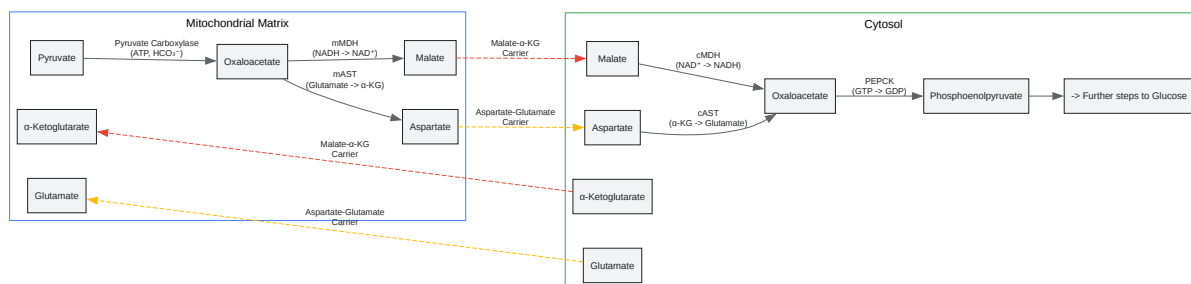 Mitochondrial Matrix
Cytosol
Pyruvate
Pyruvate Carboxylase
(ATP, HCO₃⁻)
Oxaloacetate
mMDH
(NADH -> NAD⁺)
mAST
(Glutamate -> α-KG)
Malate
Aspartate
Malate-α-KG
Carrier
Aspartate-Glutamate
Carrier
Malate
Aspartate
cMDH
(NAD⁺ -> NADH)
cAST
(α-KG -> Glutamate)
Oxaloacetate
PEPCK
(GTP -> GDP)
Phosphoenolpyruvate
-> Further steps to Glucose
α-Ketoglutarate
Malate-α-KG
Carrier
α-Ketoglutarate
Glutamate
Aspartate-Glutamate
Carrier
Glutamate